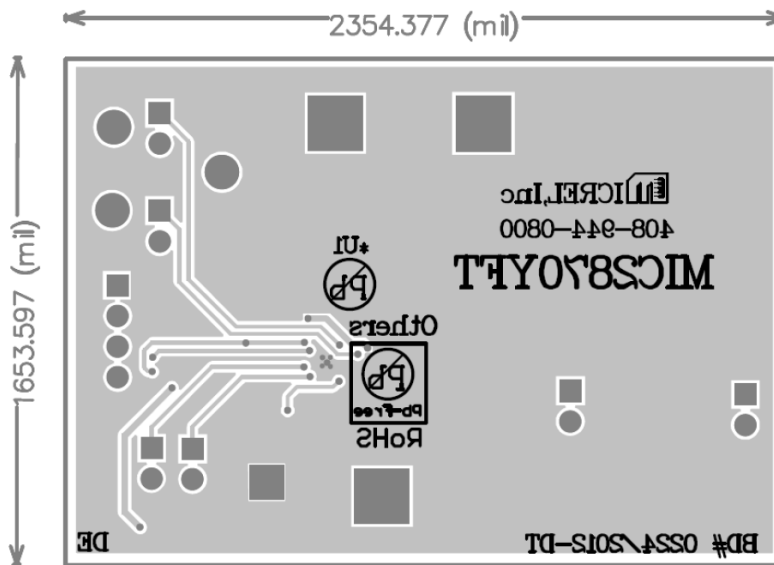 2354.377 (mil)
1653.597 (mil)
ICREL,Inc
408-944-0800
MIC2870YFT
*U1
Pb
Others
Pb
Pb-free
RoHS
DE
BD# 0224/2012-DT